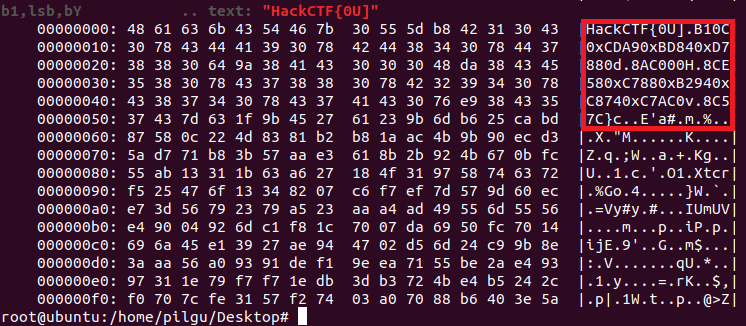 b1,lsb,bY .. text: "HackCTF{0U]"
00000000: 48 61 63 6b 43 54 46 7b 30 55 5d b8 42 31 30 43 |HackCTF{0U].B10C|
00000010: 30 78 43 44 41 39 30 78 42 44 38 34 30 78 44 37 |0xCDA90xBD840xD7|
00000020: 38 38 30 64 9a 38 41 43 30 30 30 48 da 38 43 45 |880d.8AC000H.8CE|
00000030: 35 38 30 78 43 37 38 38 30 78 42 32 39 34 30 78 |580xC7880xB2940x|
00000040: 43 38 37 34 30 78 43 37 41 43 30 76 e9 38 43 35 |C8740xC7AC0v.8C5|
00000050: 37 43 7d 63 1f 9b 45 27 61 23 9b 6d b6 25 ca bd |7C}c..E'a#.m.%..|
00000060: 87 58 0c 22 4d 83 81 b2 b8 1a ac 4b 9b 90 ec d3 |.X."M......K....|
00000070: 5a d7 71 b8 3b 57 aa e3 61 8b 2b 92 4b 67 0b fc |Z.q.;W..a.+.Kg..|
00000080: 55 ab 13 31 1b 63 a6 27 18 4f 31 97 58 74 63 72 |U..1.c.'.O1.Xtcr|
00000090: f5 25 47 6f 13 34 82 07 c6 f7 ef 7d 57 9d 60 ec |.%Go.4.....}W.`.|
000000a0: e7 3d 56 79 23 79 a5 23 aa a4 ad 49 55 6d 55 56 |.=Vy#y.#...IUmUV|
000000b0: e4 90 04 92 6d c1 f8 1c 70 07 da 69 50 fc 70 14 |....m...p..iP.p.|
000000c0: 69 6a 45 e1 39 27 ae 94 47 02 d5 6d 24 c9 9b 8e |ijE.9'..G..m$...|
000000d0: 3a aa 56 a0 93 91 de f1 9e ea 71 55 be 2a e4 93 |:.V.......qU.*..|
000000e0: 97 31 1e 79 f7 f7 1e db 3d b3 72 4b e4 b5 24 2c |.1.y....=.rK..$,|
000000f0: f0 70 7c fe 31 57 f2 74 03 a0 70 88 b6 40 3e 5a |.p|.1W.t..p..@>Z|
root@ubuntu:/home/pilgu/Desktop#